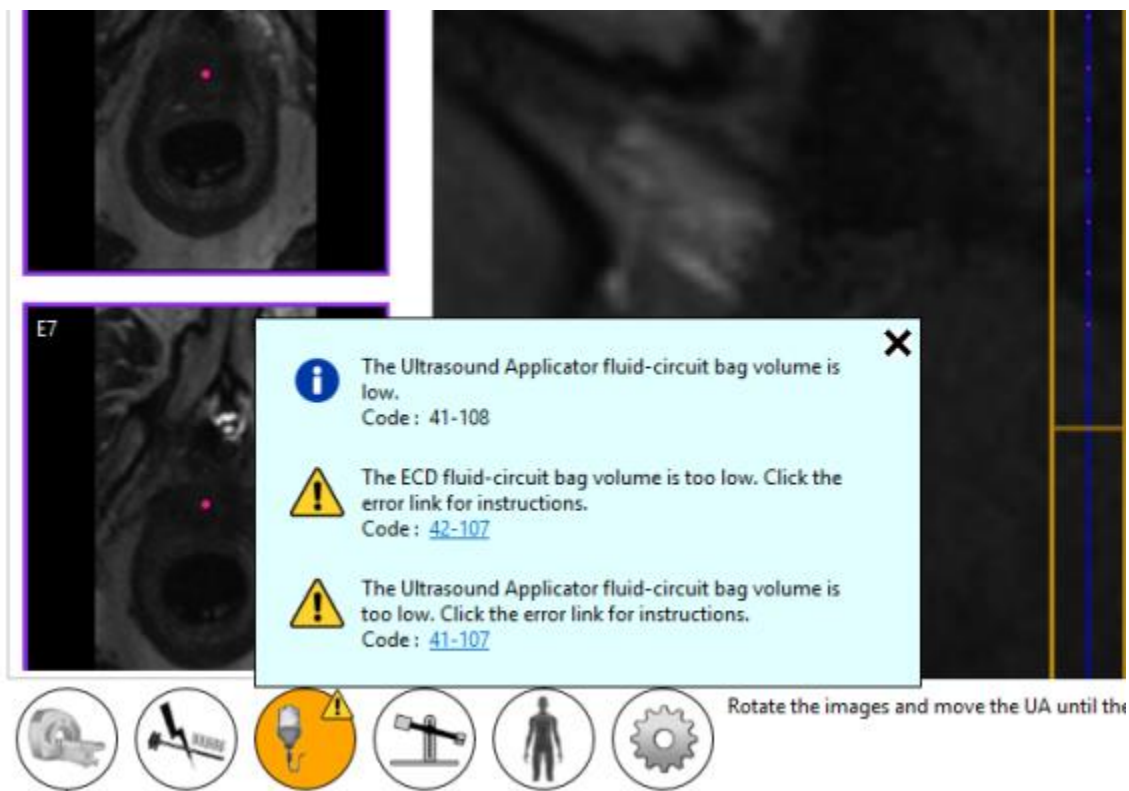 E7
The Ultrasound Applicator fluid-circuit bag volume is
low.
Code : 41-108
The ECD fluid-circuit bag volume is too low. Click the
error link for instructions.
Code : 42-107
The Ultrasound Applicator fluid-circuit bag volume is
too low. Click the error link for instructions.
Code : 41-107
Rotate the images and move the UA until the